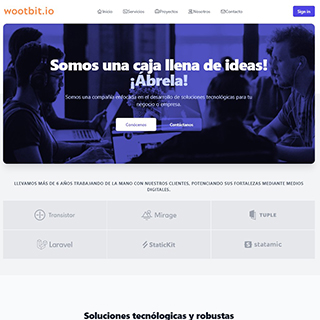 wootbit.io
Inicio Servicios Proyectos Nosotros Contacto Sign in
Somos una caja llena de ideas!
¡Ábrela!
Somos una compañía enfocada en el desarrollo de soluciones tecnológicas para tu
negocio o empresa.
Conócenos Contáctanos
LLEVAMOS MÁS DE 6 AÑOS TRABAJANDO DE LA MANO CON NUESTROS CLIENTES, POTENCIANDO SUS FORTALEZAS MEDIANTE MEDIOS
DIGITALES.
Transistor Mirage TUPLE
Laravel StaticKit statamic
Soluciones tecnólogicas y robustas